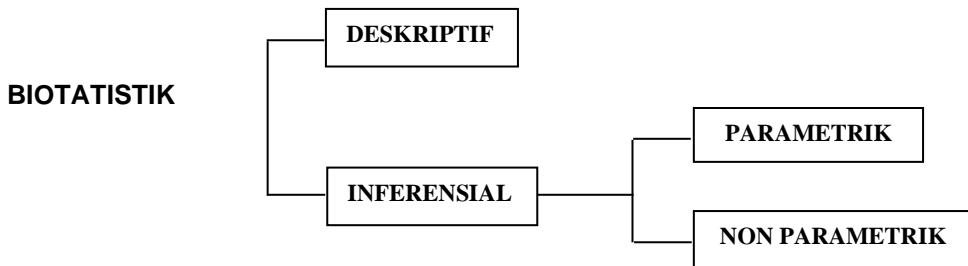 DESKRIPTIF
BIOTATISTIK
PARAMETRIK
INFERENSIAL
NON PARAMETRIK